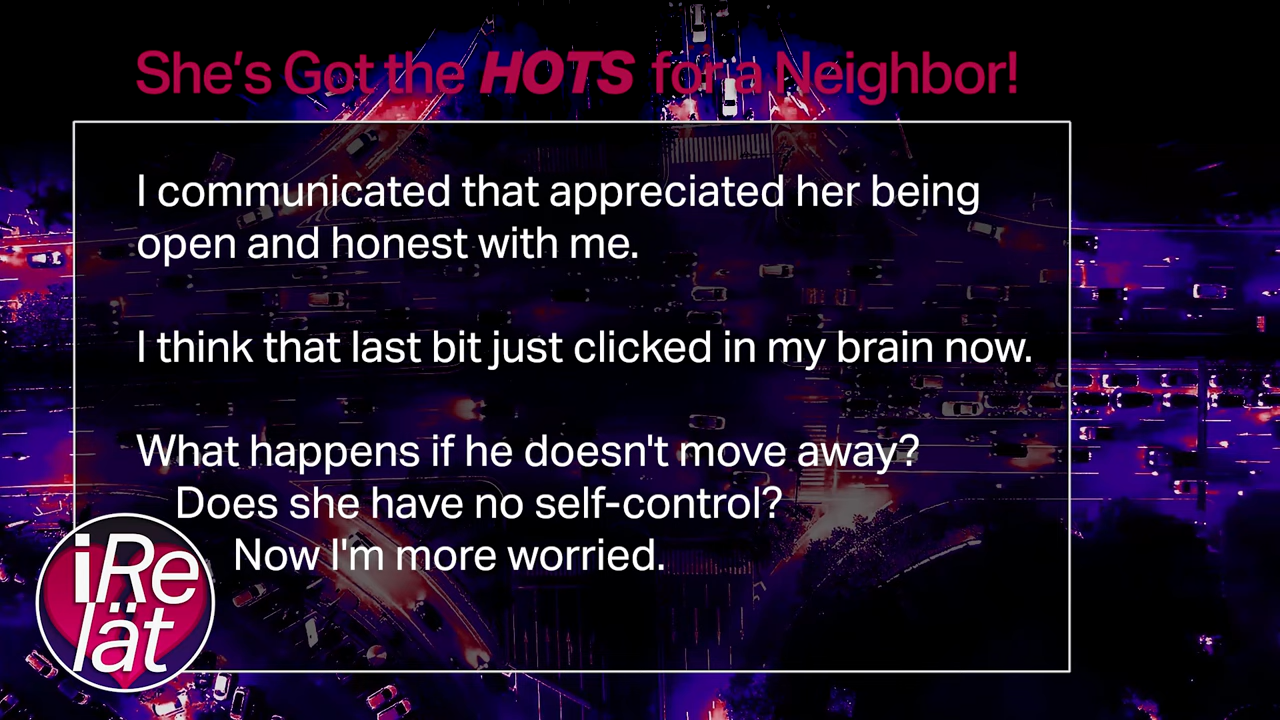 She's Got the HOTS for a Neighbor!
I communicated that appreciated her being
open and honest with me.
I think that last bit just clicked in my brain now.
What happens if he doesn't move away?
Does she have no self-control?
Now I'm more worried.
iRe
lät